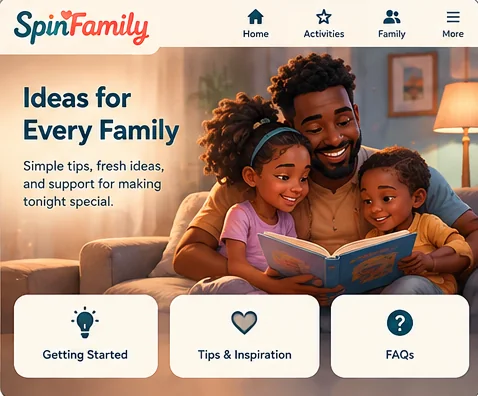 SpinFamily
Home
Activities
Family
More
Ideas for
Every Family
Simple tips, fresh ideas,
and support for making
tonight special.
Getting Started
Tips & Inspiration
?
FAQs